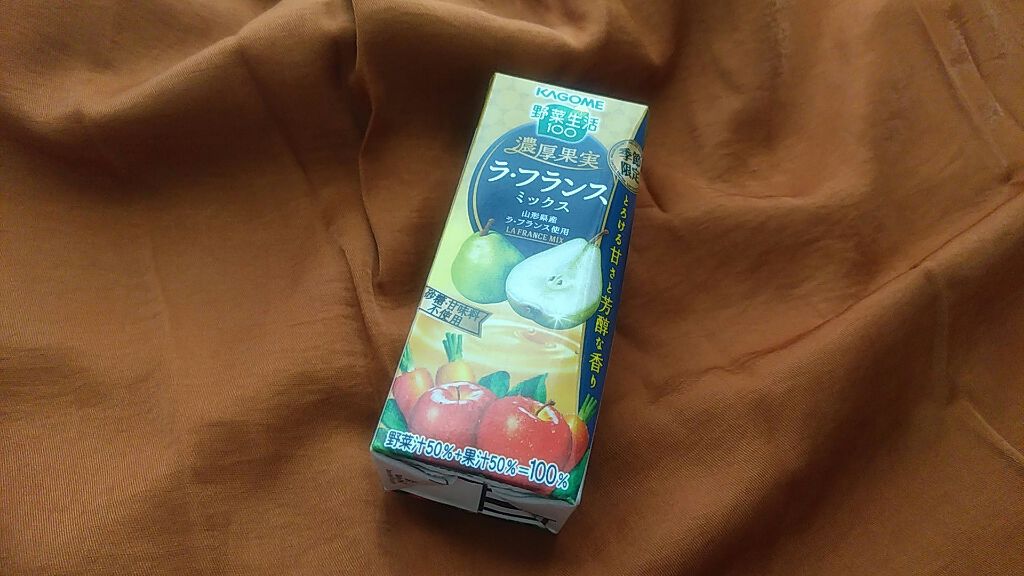 KAGOME
野菜生活
100
濃厚果実
季節
限定
ラ・フランス
ミックス
山形県産
ラ・フランス使用
LA FRANCE MIX
とろける甘さと芳醇な香り
砂糖・甘味料
不使用
野菜汁50%+果汁50%=100%